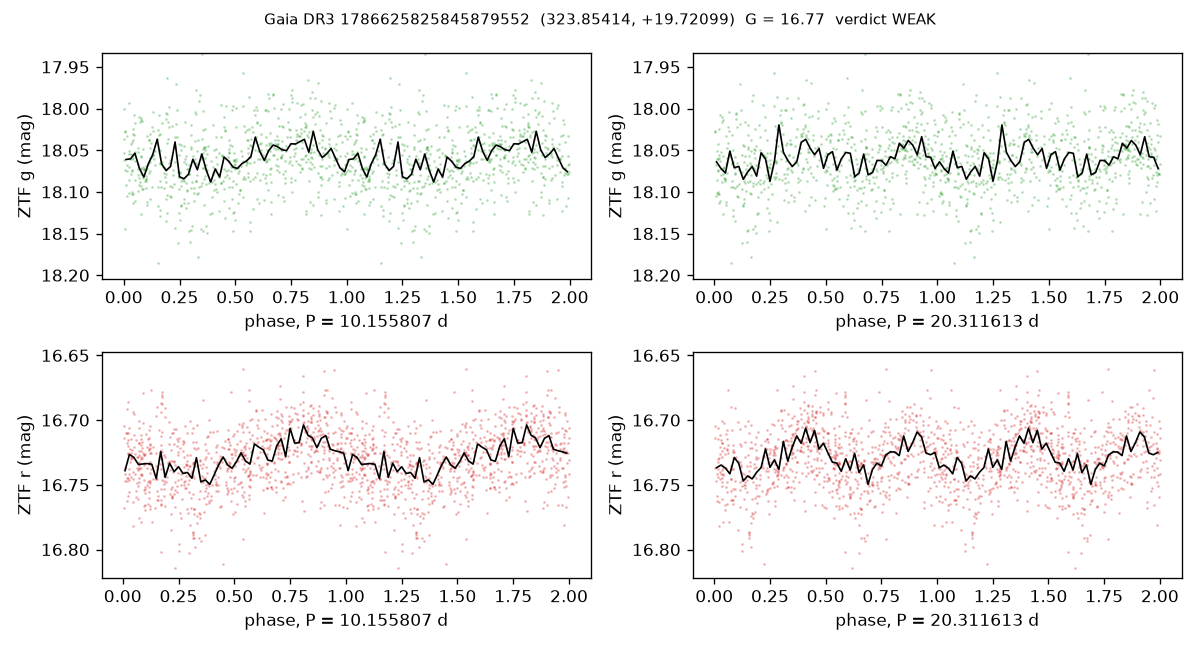 Gaia DR3 1786625825845879552 (323.85414, +19.72099) G = 16.77 verdict WEAK
ZTF g (mag)
17.95
18.00
18.05
18.10
18.15
18.20
0.00 0.25 0.50 0.75 1.00 1.25 1.50 1.75 2.00
phase, P = 10.155807 d
ZTF g (mag)
17.95
18.00
18.05
18.10
18.15
18.20
0.00 0.25 0.50 0.75 1.00 1.25 1.50 1.75 2.00
phase, P = 20.311613 d
ZTF r (mag)
16.65
16.70
16.75
16.80
0.00 0.25 0.50 0.75 1.00 1.25 1.50 1.75 2.00
phase, P = 10.155807 d
ZTF r (mag)
16.65
16.70
16.75
16.80
0.00 0.25 0.50 0.75 1.00 1.25 1.50 1.75 2.00
phase, P = 20.311613 d